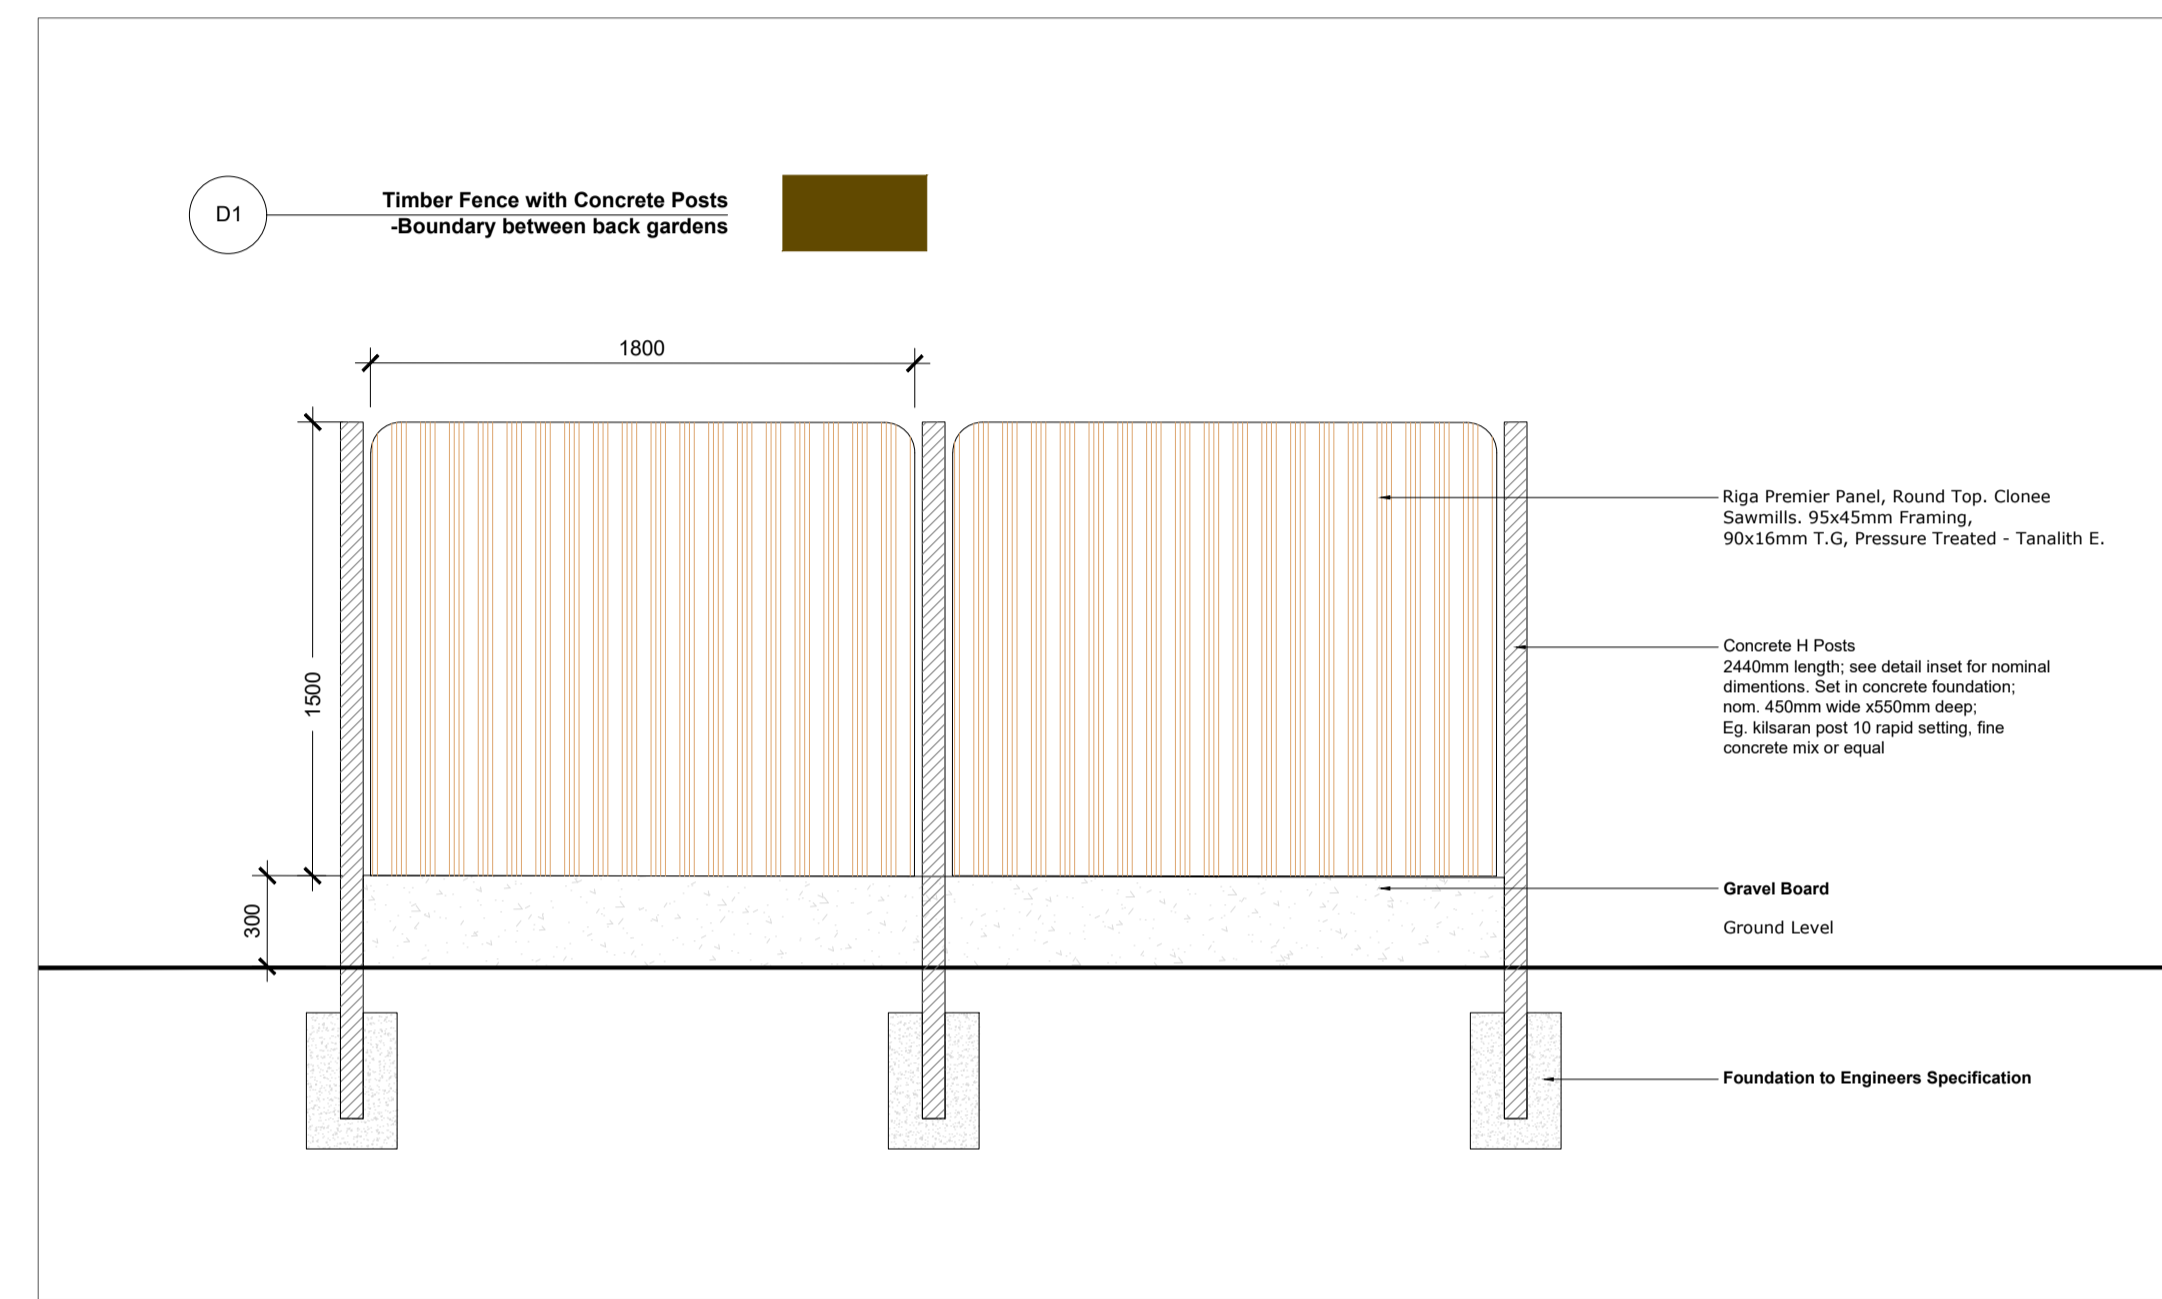 D1
Timber Fence with Concrete Posts
-Boundary between back gardens
1800
1500
300
Riga Premier Panel, Round Top. Clonee
Sawmills. 95x45mm Framing,
90x16mm T.G, Pressure Treated - Tanalith E.
Concrete H Posts
2440mm length; see detail inset for nominal
dimentions. Set in concrete foundation;
nom. 450mm wide x550mm deep;
Eg. kilsaran post 10 rapid setting, fine
concrete mix or equal
Gravel Board
Ground Level
Foundation to Engineers Specification